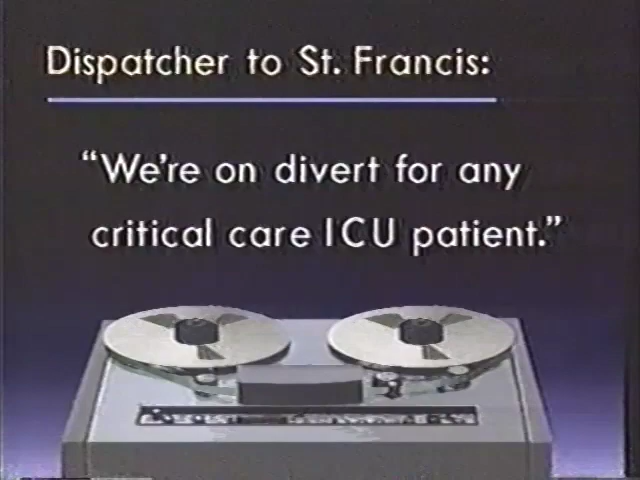 Dispatcher to St. Francis:
“We're on divert for any
critical care ICU patient.”